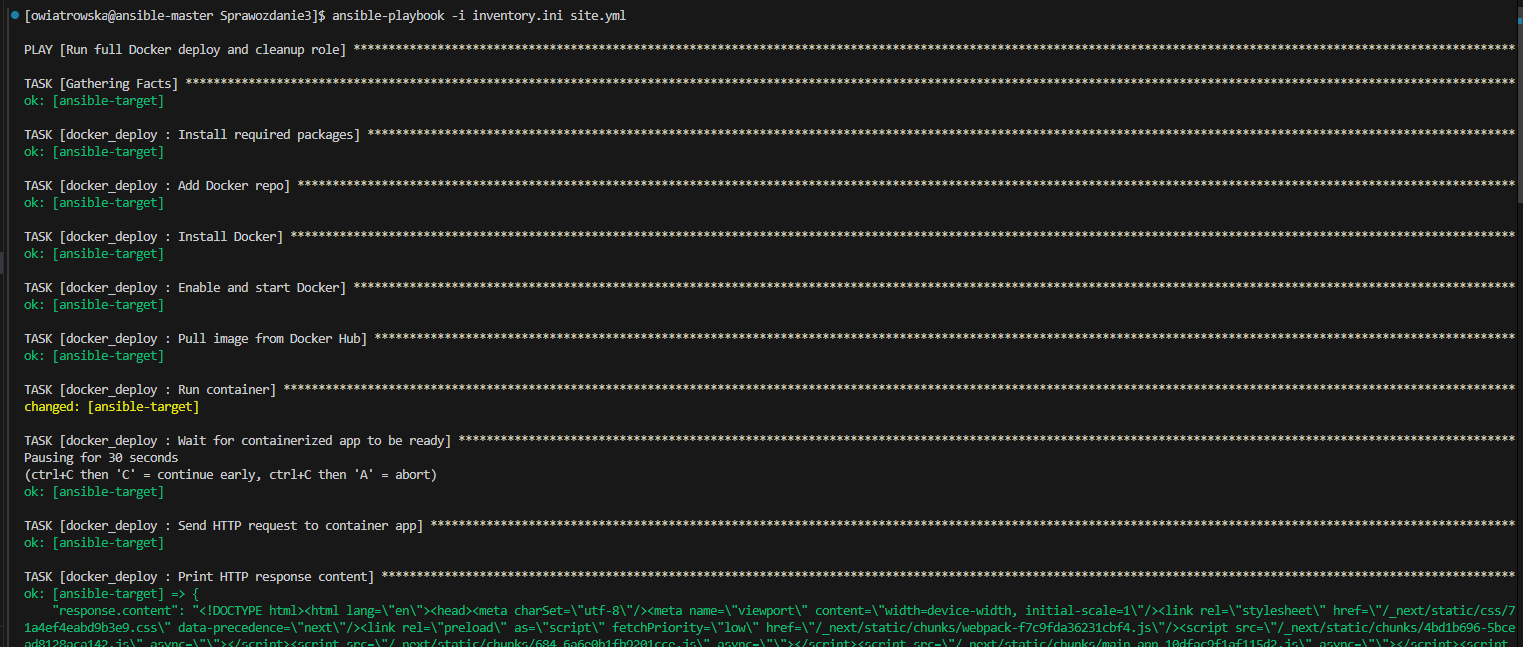 [owiatrowska@ansible-master Sprawozdanie3]$ ansible-playbook -i inventory.ini site.yml
PLAY [Run full Docker deploy and cleanup role] ****************************************************************************************************************************************************************
TASK [Gathering Facts] ****************************************************************************************************************************************************************************************
ok: [ansible-target]
TASK [docker_deploy : Install required packages] **************************************************************************************************************************************************************
ok: [ansible-target]
TASK [docker_deploy : Add Docker repo] ************************************************************************************************************************************************************************
ok: [ansible-target]
TASK [docker_deploy : Install Docker] *************************************************************************************************************************************************************************
ok: [ansible-target]
TASK [docker_deploy : Enable and start Docker] ****************************************************************************************************************************************************************
ok: [ansible-target]
TASK [docker_deploy : Pull image from Docker Hub] *************************************************************************************************************************************************************
ok: [ansible-target]
TASK [docker_deploy : Run container] **************************************************************************************************************************************************************************
changed: [ansible-target]
TASK [docker_deploy : Wait for containerized app to be ready] *************************************************************************************************************************************************
Pausing for 30 seconds
(ctrl+C then 'C' = continue early, ctrl+C then 'A' = abort)
ok: [ansible-target]
TASK [docker_deploy : Send HTTP request to container app] *****************************************************************************************************************************************************
ok: [ansible-target]
TASK [docker_deploy : Print HTTP response content] ************************************************************************************************************************************************************
ok: [ansible-target] => {
"response.content": "<!DOCTYPE html><html lang=\"en\"><head><meta charSet=\"utf-8\"/><meta name=\"viewport\" content=\"width=device-width, initial-scale=1\"/><link rel=\"stylesheet\" href=\"/_next/static/css/7
1a4ef4eabd9b3e9.css\" data-precedence=\"next\"/><link rel=\"preload\" as=\"script\" fetchPriority=\"low\" href=\"/_next/static/chunks/webpack-f7c9fda36231cbf4.js\"/><script src=\"/_next/static/chunks/4bd1b696-5bce
ad8128aca142.js\" async=\"\"></script><script src=\"/_next/static/chunks/684-6a6e0b1fb9201cce.js\" async=\"\"></script><script src=\"/_next/static/chunks/main-app-10dfac9f1af115d2.js\" async=\"\"></script><script